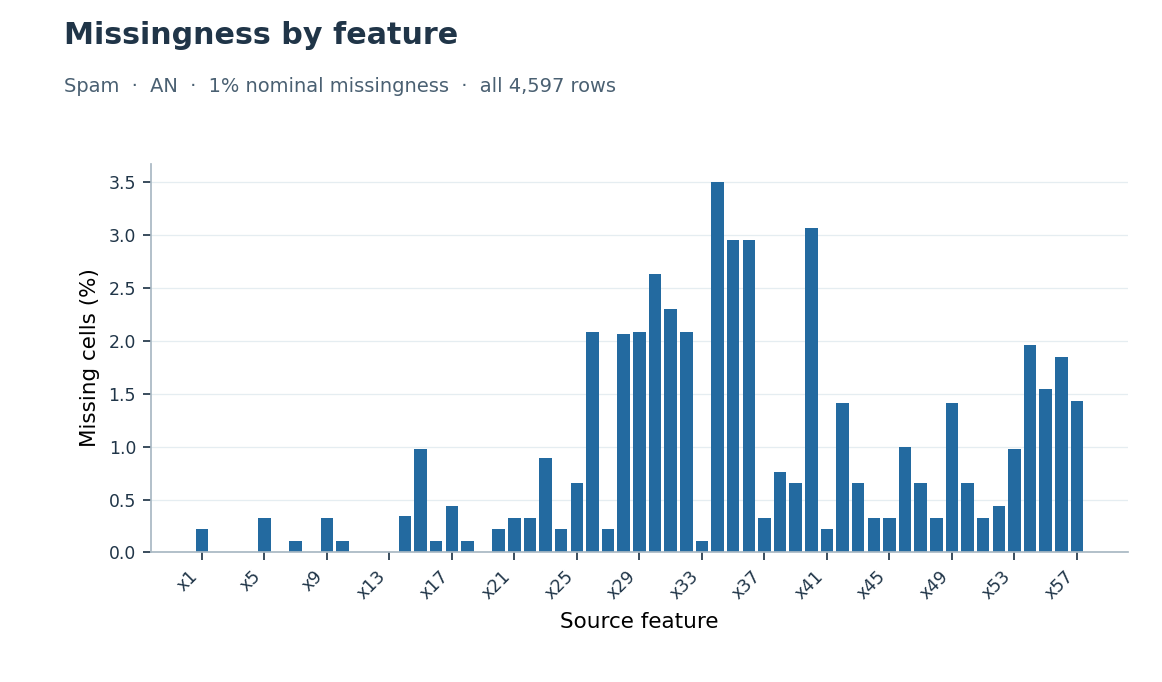 Missingness by feature
Spam · AN · 1% nominal missingness · all 4,597 rows
3.5
3.0
2.5
2.0
1.5
1.0
0.5
0.0
Missing cells (%)
x1 x5 x9 x13 x17 x21 x25 x29 x33 x37 x41 x45 x49 x53 x57
Source feature